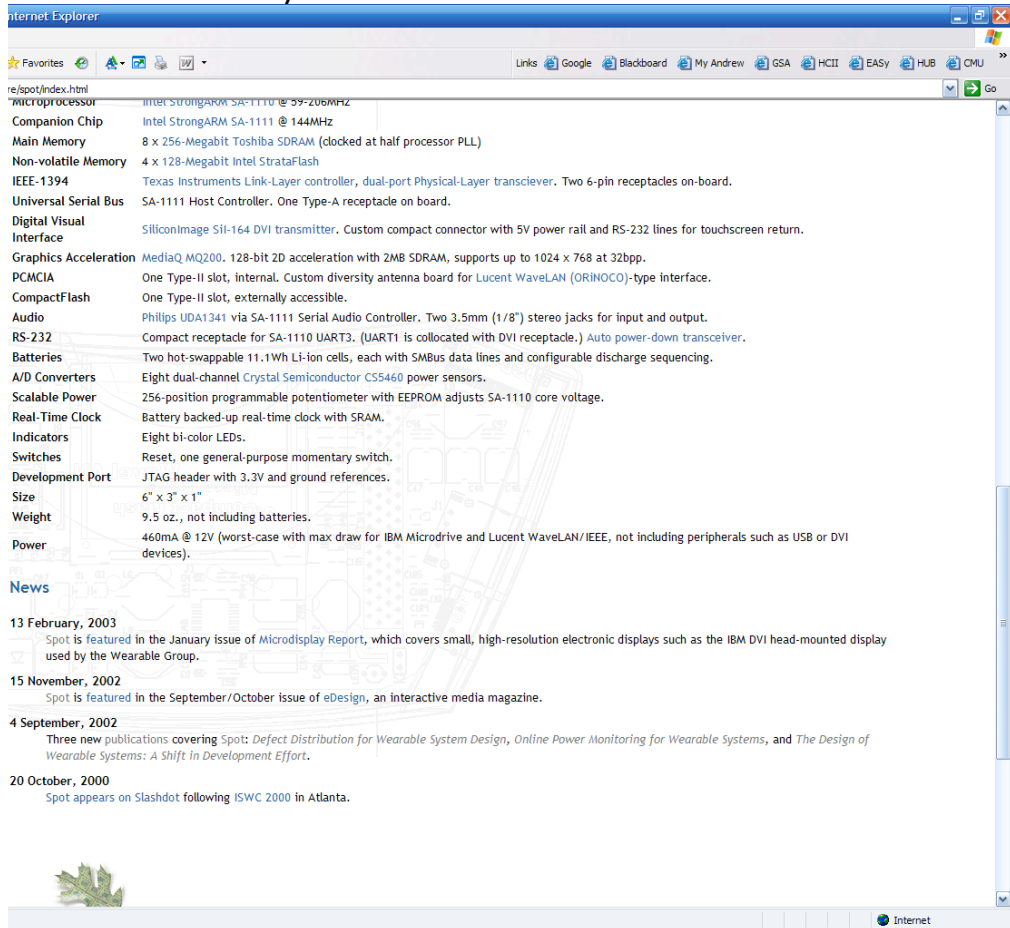 Internet Explorer
Favorites
Links Google Blackboard My Andrew GSA HCII EASy HUB CMU »
re/spot/index.html Go
Microprocessor Intel StrongARM SA-1110 @ 59-206MHz
Companion Chip Intel StrongARM SA-1111 @ 144MHz
Main Memory 8 x 256-Megabit Toshiba SDRAM (clocked at half processor PLL)
Non-volatile Memory 4 x 128-Megabit Intel StrataFlash
IEEE-1394 Texas Instruments Link-Layer controller, dual-port Physical-Layer transciever. Two 6-pin receptacles on-board.
Universal Serial Bus SA-1111 Host Controller. One Type-A receptacle on board.
Digital Visual
Interface
SiliconImage SiI-164 DVI transmitter. Custom compact connector with 5V power rail and RS-232 lines for touchscreen return.
Graphics Acceleration MediaQ MQ200. 128-bit 2D acceleration with 2MB SDRAM, supports up to 1024 x 768 at 32bpp.
PCMCIA One Type-II slot, internal. Custom diversity antenna board for Lucent WaveLAN (ORiNOCO)-type interface.
CompactFlash One Type-II slot, externally accessible.
Audio Philips UDA1341 via SA-1111 Serial Audio Controller. Two 3.5mm (1/8") stereo jacks for input and output.
RS-232 Compact receptacle for SA-1110 UART3. (UART1 is collocated with DVI receptacle.) Auto power-down transceiver.
Batteries Two hot-swappable 11.1Wh Li-ion cells, each with SMBus data lines and configurable discharge sequencing.
A/D Converters Eight dual-channel Crystal Semiconductor CS5460 power sensors.
Scalable Power 256-position programmable potentiometer with EEPROM adjusts SA-1110 core voltage.
Real-Time Clock Battery backed-up real-time clock with SRAM.
Indicators Eight bi-color LEDs.
Switches Reset, one general-purpose momentary switch.
Development Port JTAG header with 3.3V and ground references.
Size 6" x 3" x 1"
Weight 9.5 oz., not including batteries.
Power 460mA @ 12V (worst-case with max draw for IBM Microdrive and Lucent WaveLAN/IEEE, not including peripherals such as USB or DVI
devices).
News
13 February, 2003
Spot is featured in the January issue of Microdisplay Report, which covers small, high-resolution electronic displays such as the IBM DVI head-mounted display
used by the Wearable Group.
15 November, 2002
Spot is featured in the September/October issue of eDesign, an interactive media magazine.
4 September, 2002
Three new publications covering Spot: Defect Distribution for Wearable System Design, Online Power Monitoring for Wearable Systems, and The Design of
Wearable Systems: A Shift in Development Effort.
20 October, 2000
Spot appears on Slashdot following ISWC 2000 in Atlanta.
Internet